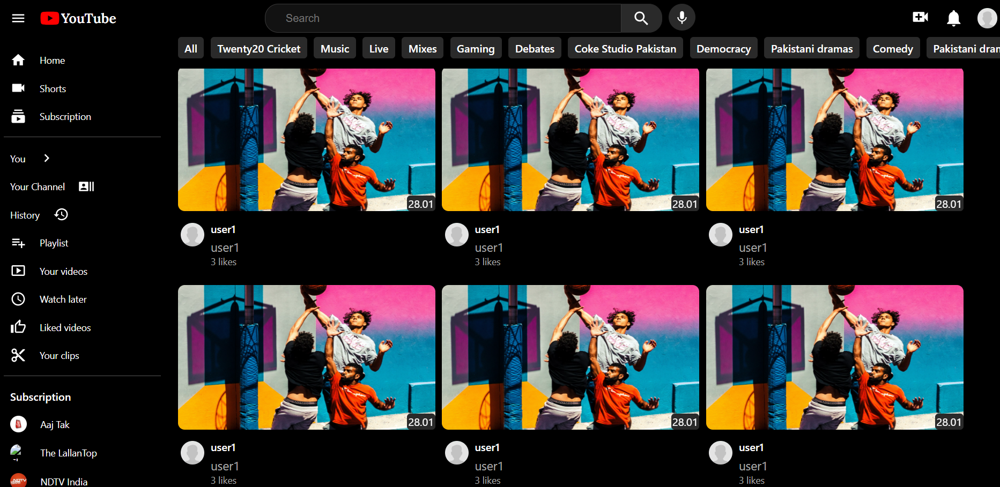 YouTube
Search
All
Twenty20 Cricket
Music
Live
Mixes
Gaming
Debates
Coke Studio Pakistan
Democracy
Pakistani dramas
Comedy
Pakistani
Home
Shorts
Subscription
You
Your Channel
History
Playlist
Your videos
Watch later
Liked videos
Your clips
Subscription
Aaj Tak
The LallanTop
NDTV
NDTV India
28.01
28.01
28.01
user1
user1
3 likes
user1
user1
3 likes
user1
user1
3 likes
28.01
28.01
28.01
user1
user1
3 likes
user1
user1
3 likes
user1
user1
3 likes